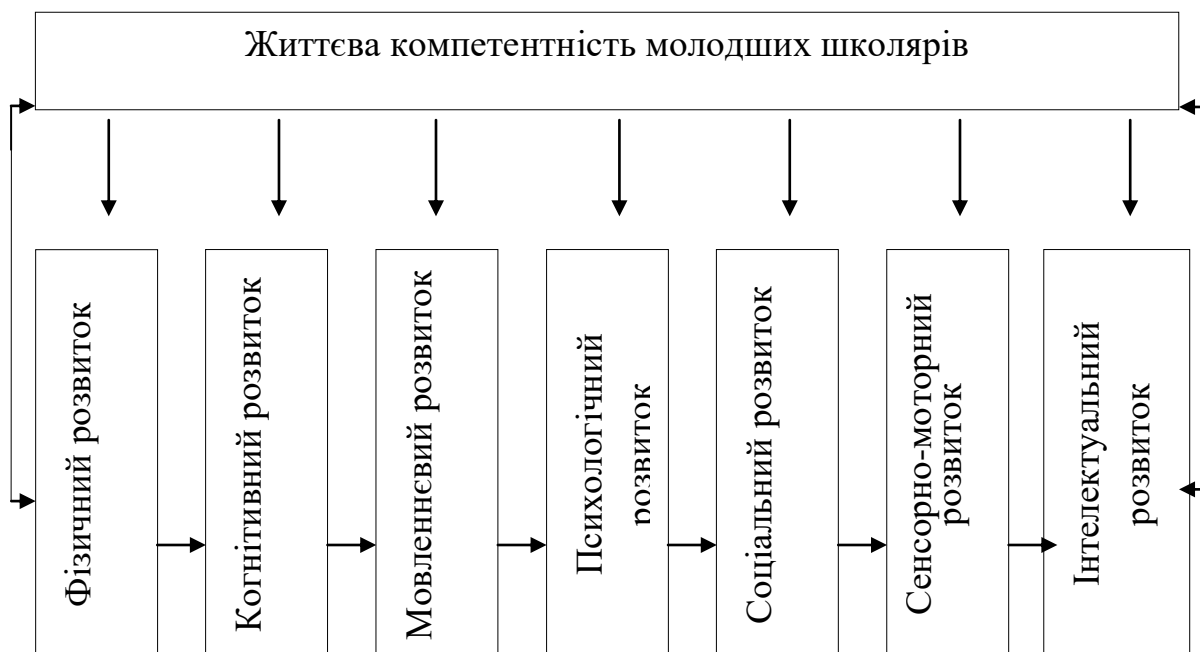 Життєва компетентність молодших школярів
Фізичний розвиток
Когнітивний розвиток
Мовленнєвий розвиток
Психологічний
розвиток
Соціальний розвиток
Сенсорно-моторний
розвиток
Інтелектуальний
розвиток